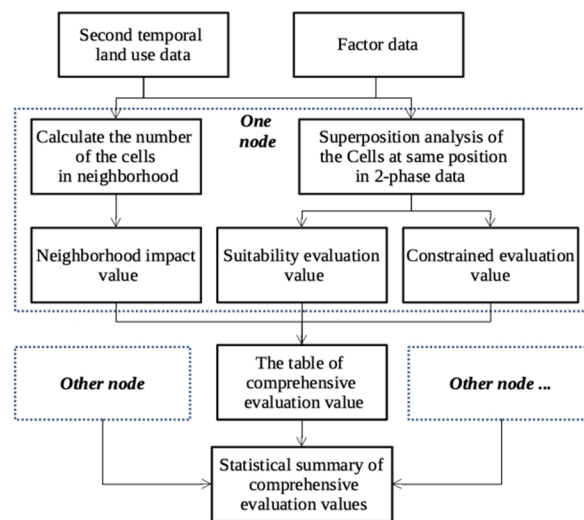 Second temporal
land use data
Factor data
One
node
Calculate the number
of the cells
in neighborhood
Superposition analysis of
the Cells at same position
in 2-phase data
Neighborhood impact
value
Suitability evaluation
value
Constrained evaluation
value
Other node
The table of
comprehensive
evaluation value
Other node ...
Statistical summary of
comprehensive
evaluation values